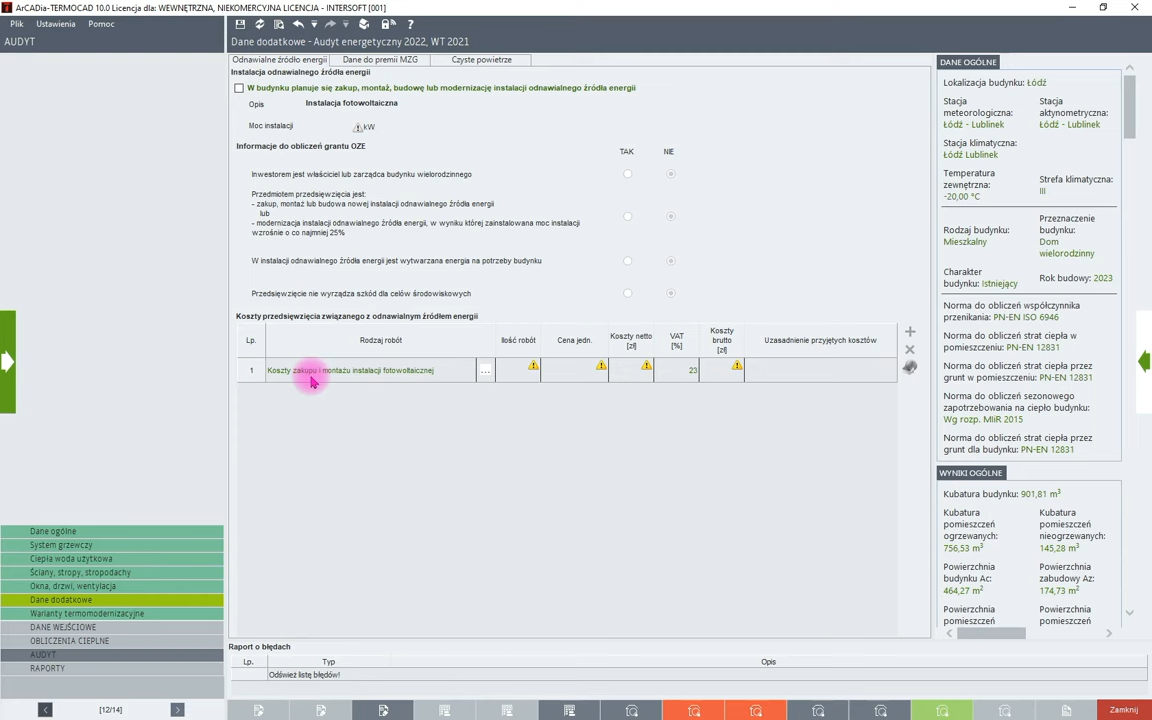 ArCADia-TERMOCAD 10.0 Licencja dla: WEWNĘTRZNA, NIEKOMERCYJNA LICENCJA - INTERSOFT [001]
Plik Ustawienia Pomoc
AUDYT
Dane dodatkowe - Audyt energetyczny 2022, WT 2021
Odnawialne źródło energii Dane do premii MZG Czyste powietrze
Instalacja odnawialnego źródła energii
W budynku planuje się zakup, montaż, budowę lub modernizację instalacji odnawialnego źródła energii
Opis Instalacja fotowoltaiczna
Moc instalacji kW
Informacje do obliczeń grantu OZE
TAK NIE
Inwestorem jest właściciel lub zarządca budynku wielorodzinnego
Przedmiotem przedsięwzięcia jest:
- zakup, montaż lub budowa nowej instalacji odnawialnego źródła energii
lub
- modernizacja instalacji odnawialnego źródła energii, w wyniku której zainstalowana moc instalacji
wzrośnie o co najmniej 25%
W instalacji odnawialnego źródła energii jest wytwarzana energia na potrzeby budynku
Przedsięwzięcie nie wyrządza szkód dla celów środowiskowych
Koszty przedsięwzięcia związanego z odnawialnym źródłem energii
Lp. Rodzaj robót Ilość robót Cena jedn. Koszty netto [zł] VAT [%] Koszty brutto [zł] Uzasadnienie przyjętych kosztów
1 Koszty zakupu i montażu instalacji fotowoltaicznej ... 23
DANE OGÓLNE
Lokalizacja budynku: Łódź
Stacja meteorologiczna: Łódź - Lublinek
Stacja aktynometryczna: Łódź - Lublinek
Stacja klimatyczna: Łódź Lublinek
Temperatura zewnętrzna: -20,00 °C
Strefa klimatyczna: III
Rodzaj budynku: Mieszkalny
Przeznaczenie budynku: Dom wielorodzinny
Charakter budynku: Istniejący
Rok budowy: 2023
Norma do obliczeń współczynnika
przenikania: PN-EN ISO 6946
Norma do obliczeń strat ciepła w
pomieszczeniu: PN-EN 12831
Norma do obliczeń strat ciepła przez
grunt w pomieszczeniu: PN-EN 12831
Norma do obliczeń sezonowego
zapotrzebowania na ciepło budynku:
Wg rozp. MIiR 2015
Norma do obliczeń strat ciepła przez
grunt dla budynku: PN-EN 12831
WYNIKI OGÓLNE
Kubatura budynku: 901,81 m³
Kubatura pomieszczeń ogrzewanych: 756,53 m³
Kubatura pomieszczeń nieogrzewanych: 145,28 m³
Powierzchnia budynku Ac: 464,27 m²
Powierzchnia zabudowy Az: 174,73 m²
Powierzchnia pomieszczeń
Powierzchnia pomieszczeń
Dane ogólne
System grzewczy
Ciepła woda użytkowa
Ściany, stropy, stropodachy
Okna, drzwi, wentylacja
Dane dodatkowe
Warianty termomodernizacyjne
DANE WEJŚCIOWE
OBLICZENIA CIEPLNE
AUDYT
RAPORTY
Raport o błędach
Lp. Typ Opis
Odśwież listę błędów!
< [12/14] >
Zamknij